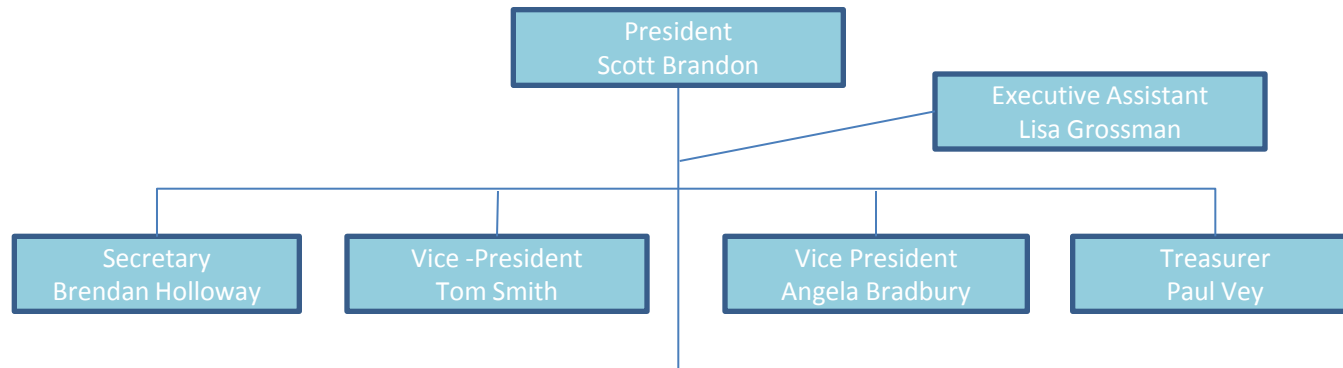 President
Scott Brandon
Executive Assistant
Lisa Grossman
Secretary
Brendan Holloway
Vice -President
Tom Smith
Vice President
Angela Bradbury
Treasurer
Paul Vey